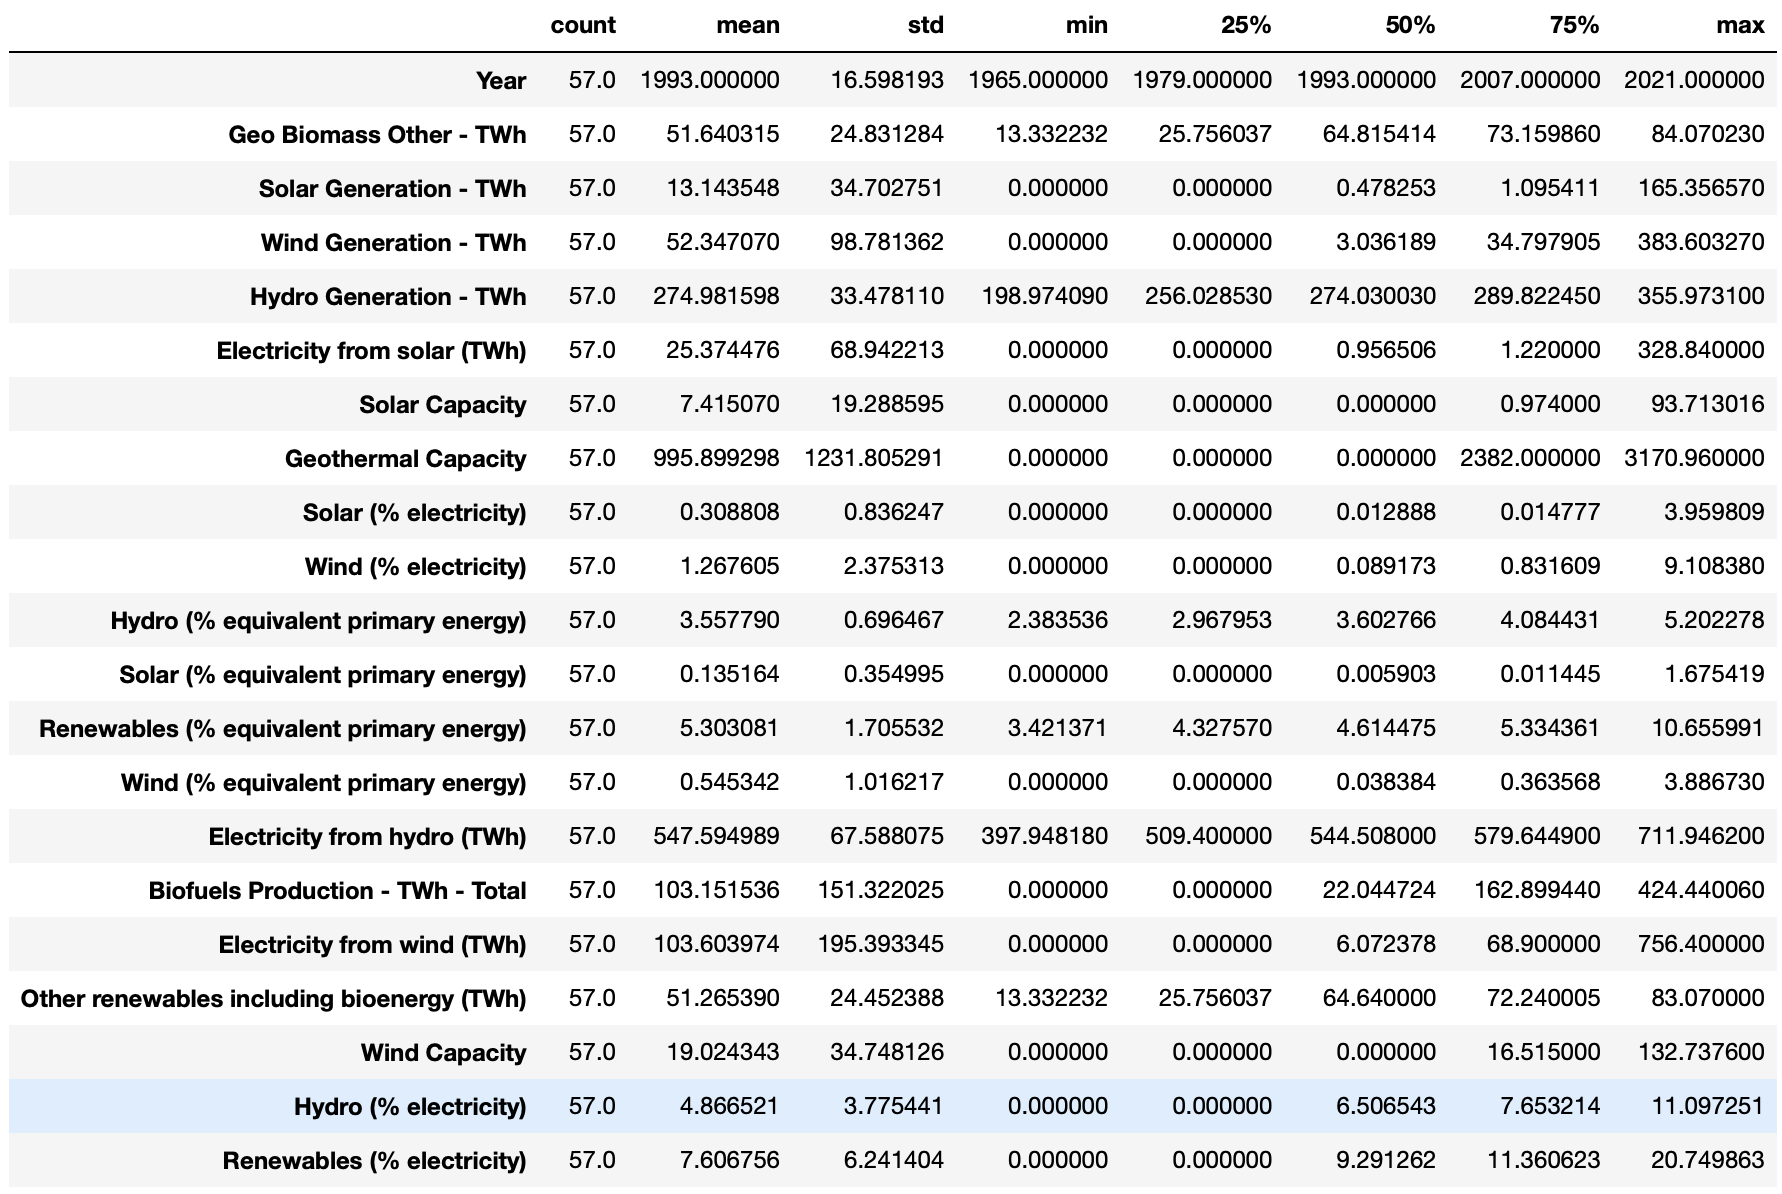 count mean std min 25% 50% 75% max
Year 57.0 1993.000000 16.598193 1965.000000 1979.000000 1993.000000 2007.000000 2021.000000
Geo Biomass Other - TWh 57.0 51.640315 24.831284 13.332232 25.756037 64.815414 73.159860 84.070230
Solar Generation - TWh 57.0 13.143548 34.702751 0.000000 0.000000 0.478253 1.095411 165.356570
Wind Generation - TWh 57.0 52.347070 98.781362 0.000000 0.000000 3.036189 34.797905 383.603270
Hydro Generation - TWh 57.0 274.981598 33.478110 198.974090 256.028530 274.030030 289.822450 355.973100
Electricity from solar (TWh) 57.0 25.374476 68.942213 0.000000 0.000000 0.956506 1.220000 328.840000
Solar Capacity 57.0 7.415070 19.288595 0.000000 0.000000 0.000000 0.974000 93.713016
Geothermal Capacity 57.0 995.899298 1231.805291 0.000000 0.000000 0.000000 2382.000000 3170.960000
Solar (% electricity) 57.0 0.308808 0.836247 0.000000 0.000000 0.012888 0.014777 3.959809
Wind (% electricity) 57.0 1.267605 2.375313 0.000000 0.000000 0.089173 0.831609 9.108380
Hydro (% equivalent primary energy) 57.0 3.557790 0.696467 2.383536 2.967953 3.602766 4.084431 5.202278
Solar (% equivalent primary energy) 57.0 0.135164 0.354995 0.000000 0.000000 0.005903 0.011445 1.675419
Renewables (% equivalent primary energy) 57.0 5.303081 1.705532 3.421371 4.327570 4.614475 5.334361 10.655991
Wind (% equivalent primary energy) 57.0 0.545342 1.016217 0.000000 0.000000 0.038384 0.363568 3.886730
Electricity from hydro (TWh) 57.0 547.594989 67.588075 397.948180 509.400000 544.508000 579.644900 711.946200
Biofuels Production - TWh - Total 57.0 103.151536 151.322025 0.000000 0.000000 22.044724 162.899440 424.440060
Electricity from wind (TWh) 57.0 103.603974 195.393345 0.000000 0.000000 6.072378 68.900000 756.400000
Other renewables including bioenergy (TWh) 57.0 51.265390 24.452388 13.332232 25.756037 64.640000 72.240005 83.070000
Wind Capacity 57.0 19.024343 34.748126 0.000000 0.000000 0.000000 16.515000 132.737600
Hydro (% electricity) 57.0 4.866521 3.775441 0.000000 0.000000 6.506543 7.653214 11.097251
Renewables (% electricity) 57.0 7.606756 6.241404 0.000000 0.000000 9.291262 11.360623 20.749863